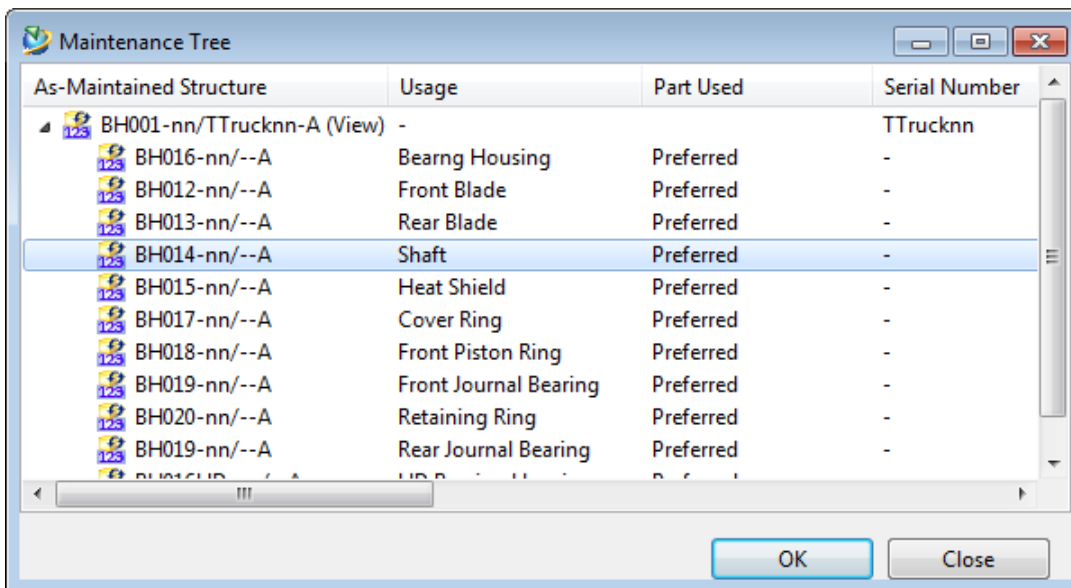 Maintenance Tree
As-Maintained Structure Usage Part Used Serial Number
BH001-nn/TTrucknn-A (View) - TTrucknn
BH016-nn/--A Bearng Housing Preferred -
BH012-nn/--A Front Blade Preferred -
BH013-nn/--A Rear Blade Preferred -
BH014-nn/--A Shaft Preferred -
BH015-nn/--A Heat Shield Preferred -
BH017-nn/--A Cover Ring Preferred -
BH018-nn/--A Front Piston Ring Preferred -
BH019-nn/--A Front Journal Bearing Preferred -
BH020-nn/--A Retaining Ring Preferred -
BH019-nn/--A Rear Journal Bearing Preferred -
OK Close